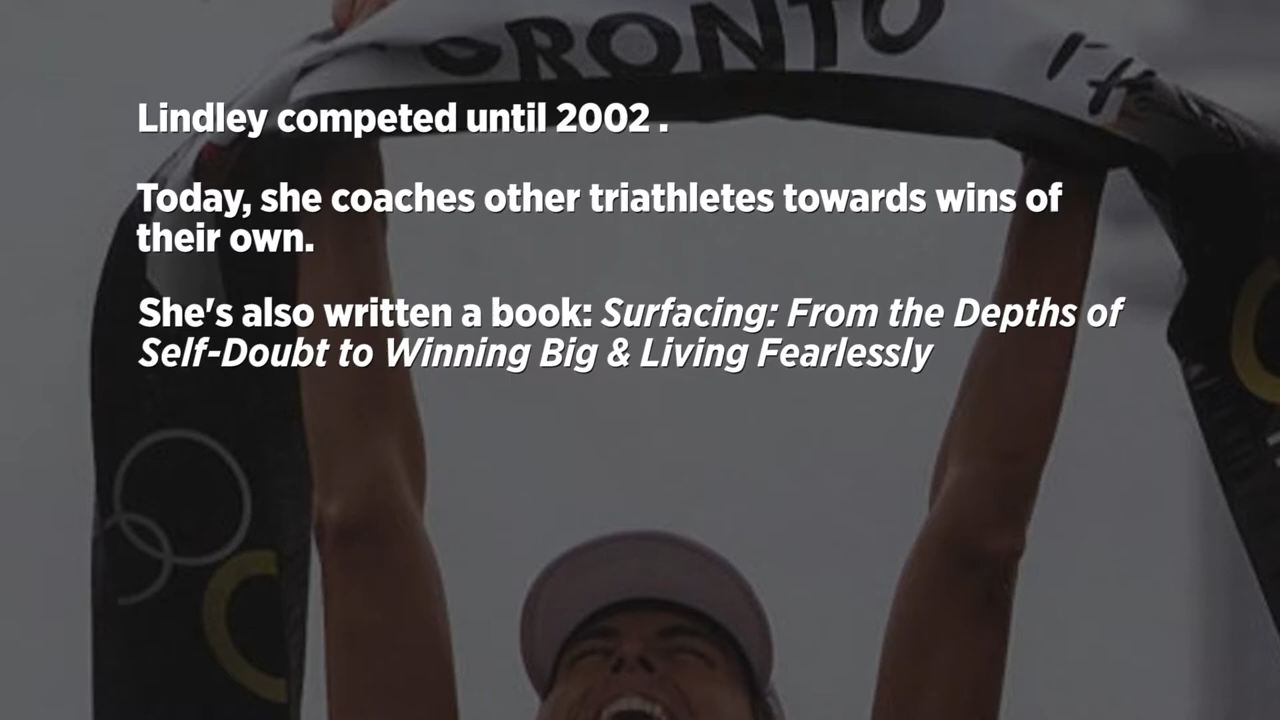 ORONTO
Lindley competed until 2002 .
Today, she coaches other triathletes towards wins of
their own.
She's also written a book: Surfacing: From the Depths of
Self-Doubt to Winning Big & Living Fearlessly